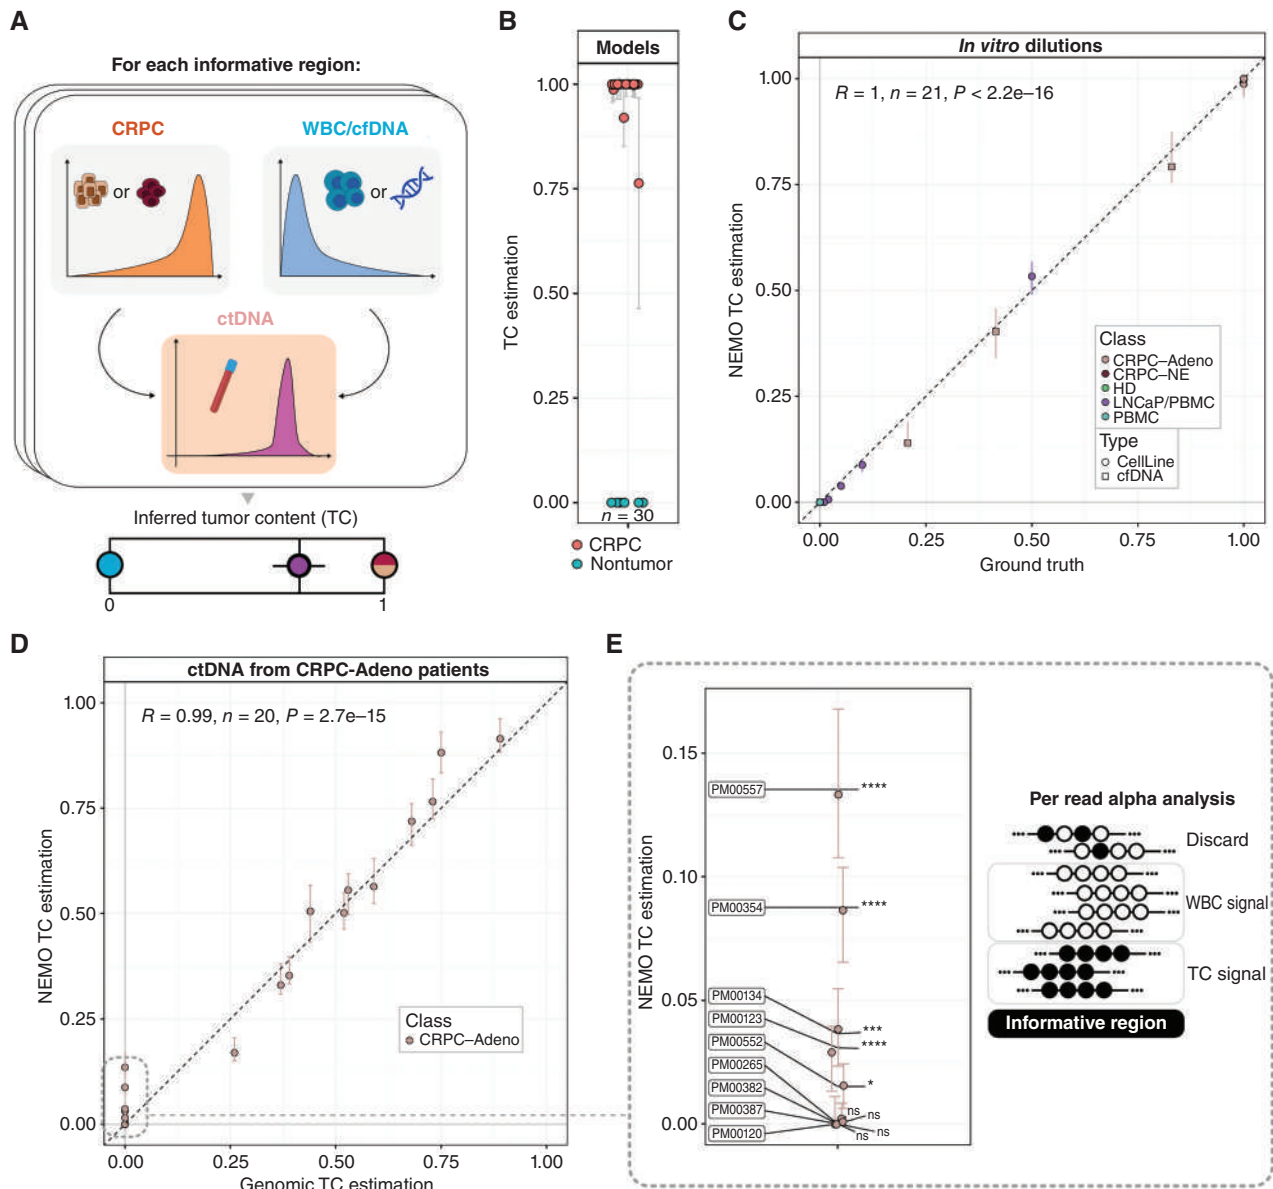 A
For each informative region:
CRPC
WBC/cfDNA
or
or
ctDNA
Inferred tumor content (TC)
0
1
B
Models
TC estimation
1.00
0.75
0.50
0.25
0.00
n = 30
CRPC
Nontumor
C
In vitro dilutions
R = 1, n = 21, P < 2.2e–16
NEMO TC estimation
1.00
0.75
0.50
0.25
0.00
Class
CRPC–Adeno
CRPC–NE
HD
LNCaP/PBMC
PBMC
Type
CellLine
cfDNA
0.00
0.25
0.50
0.75
1.00
Ground truth
D
ctDNA from CRPC-Adeno patients
R = 0.99, n = 20, P = 2.7e–15
NEMO TC estimation
1.00
0.75
0.50
0.25
0.00
Class
CRPC–Adeno
0.00
0.25
0.50
0.75
1.00
Genomic TC estimation
E
NEMO TC estimation
0.15
0.10
0.05
0.00
PM00557
****
PM00354
****
PM00134
***
PM00123
****
PM00552
*
PM00265
ns
PM00382
ns
PM00387
ns
PM00120
ns
Per read alpha analysis
Discard
WBC signal
TC signal
Informative region